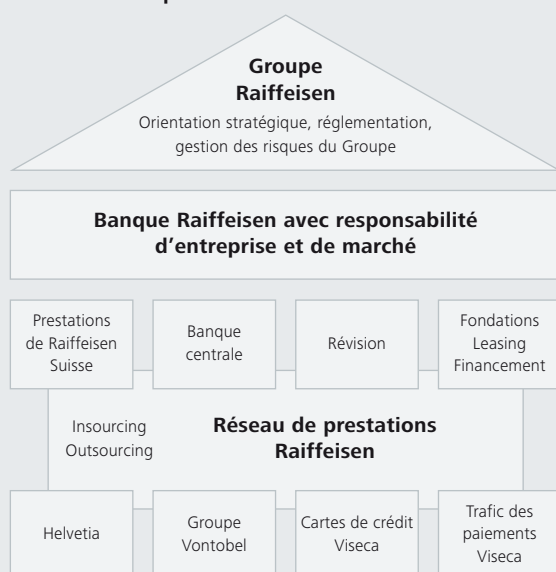 Groupe
Raiffeisen
Orientation stratégique, réglementation,
gestion des risques du Groupe
Banque Raiffeisen avec responsabilité
d’entreprise et de marché
Prestations
de Raiffeisen
Suisse
Banque
centrale
Révision
Fondations
Leasing
Financement
Insourcing
Outsourcing
Réseau de prestations
Raiffeisen
Helvetia
Groupe
Vontobel
Cartes de crédit
Viseca
Trafic des
paiements
Viseca